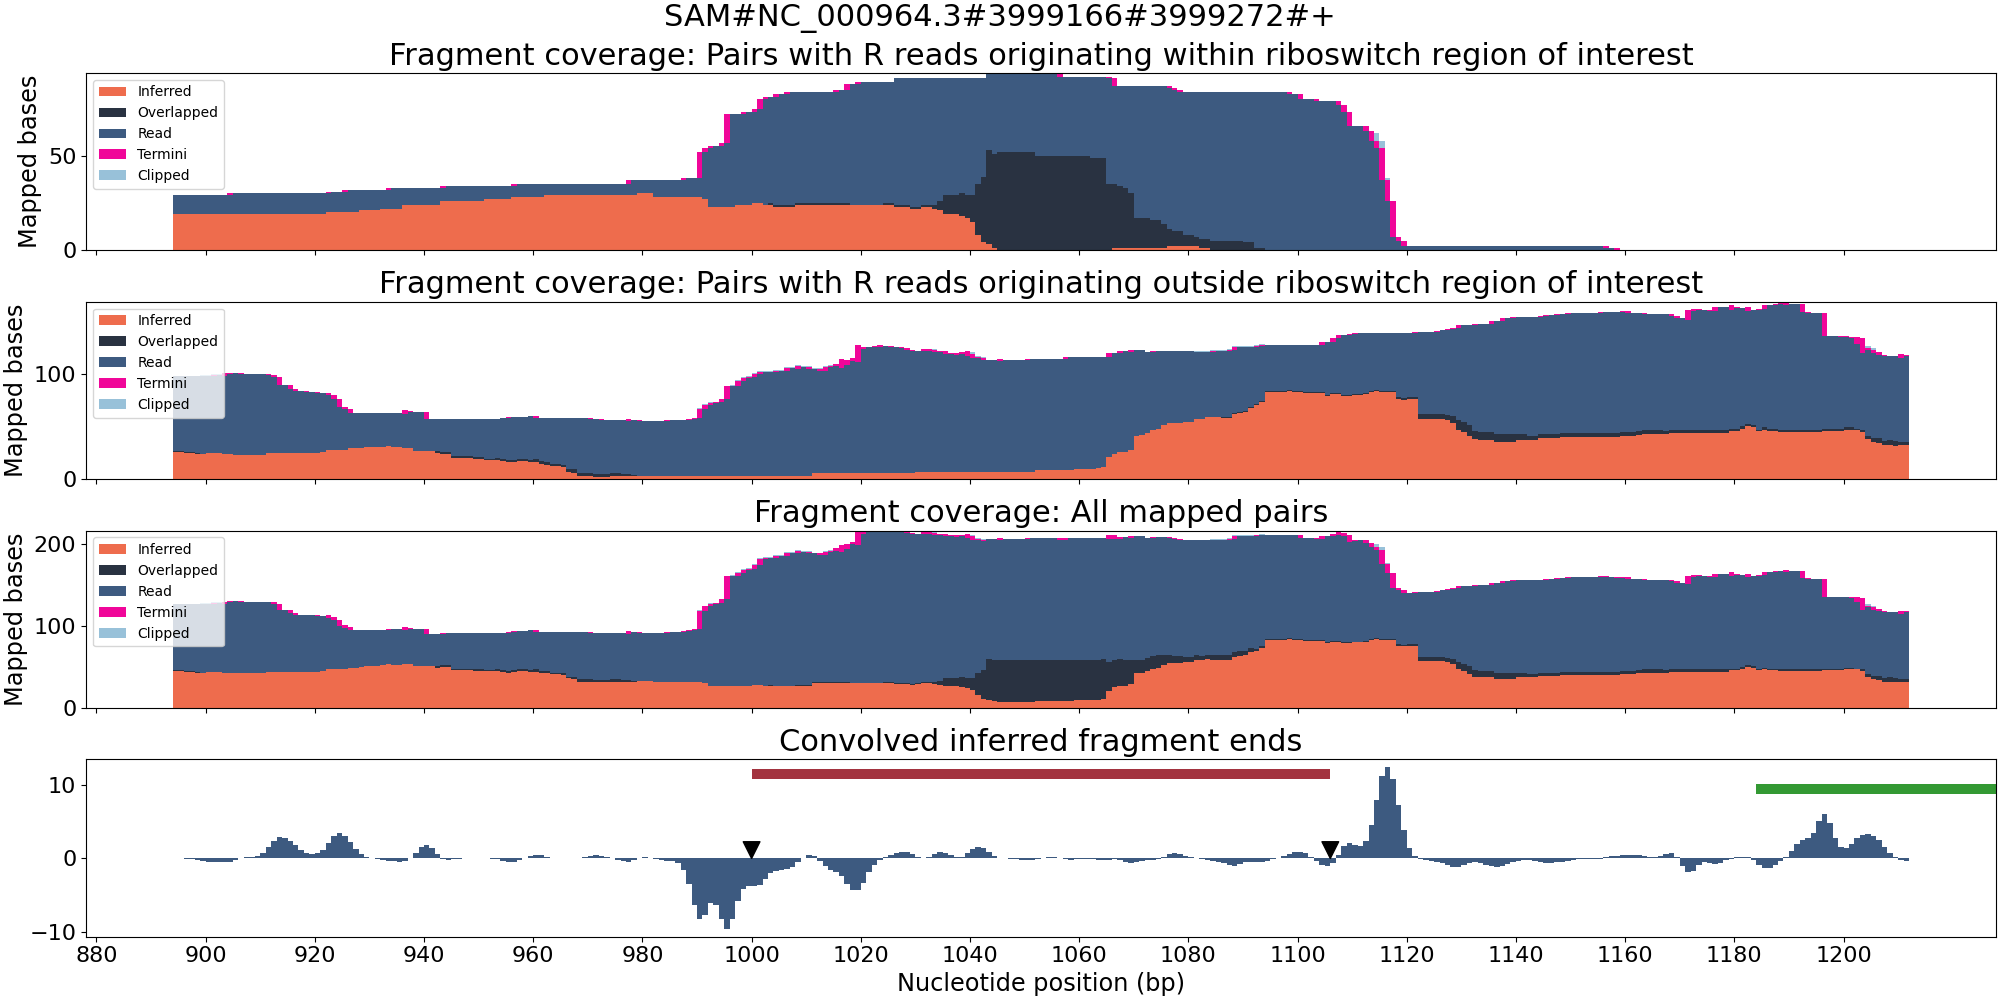 SAM#NC_000964.3#3999166#3999272#+
Fragment coverage: Pairs with R reads originating within riboswitch region of interest
Mapped bases
50
0
Inferred
Overlapped
Read
Termini
Clipped
Fragment coverage: Pairs with R reads originating outside riboswitch region of interest
Mapped bases
100
0
Inferred
Overlapped
Read
Termini
Clipped
Fragment coverage: All mapped pairs
Mapped bases
200
100
0
Inferred
Overlapped
Read
Termini
Clipped
Convolved inferred fragment ends
10
0
−10
880 900 920 940 960 980 1000 1020 1040 1060 1080 1100 1120 1140 1160 1180 1200
Nucleotide position (bp)